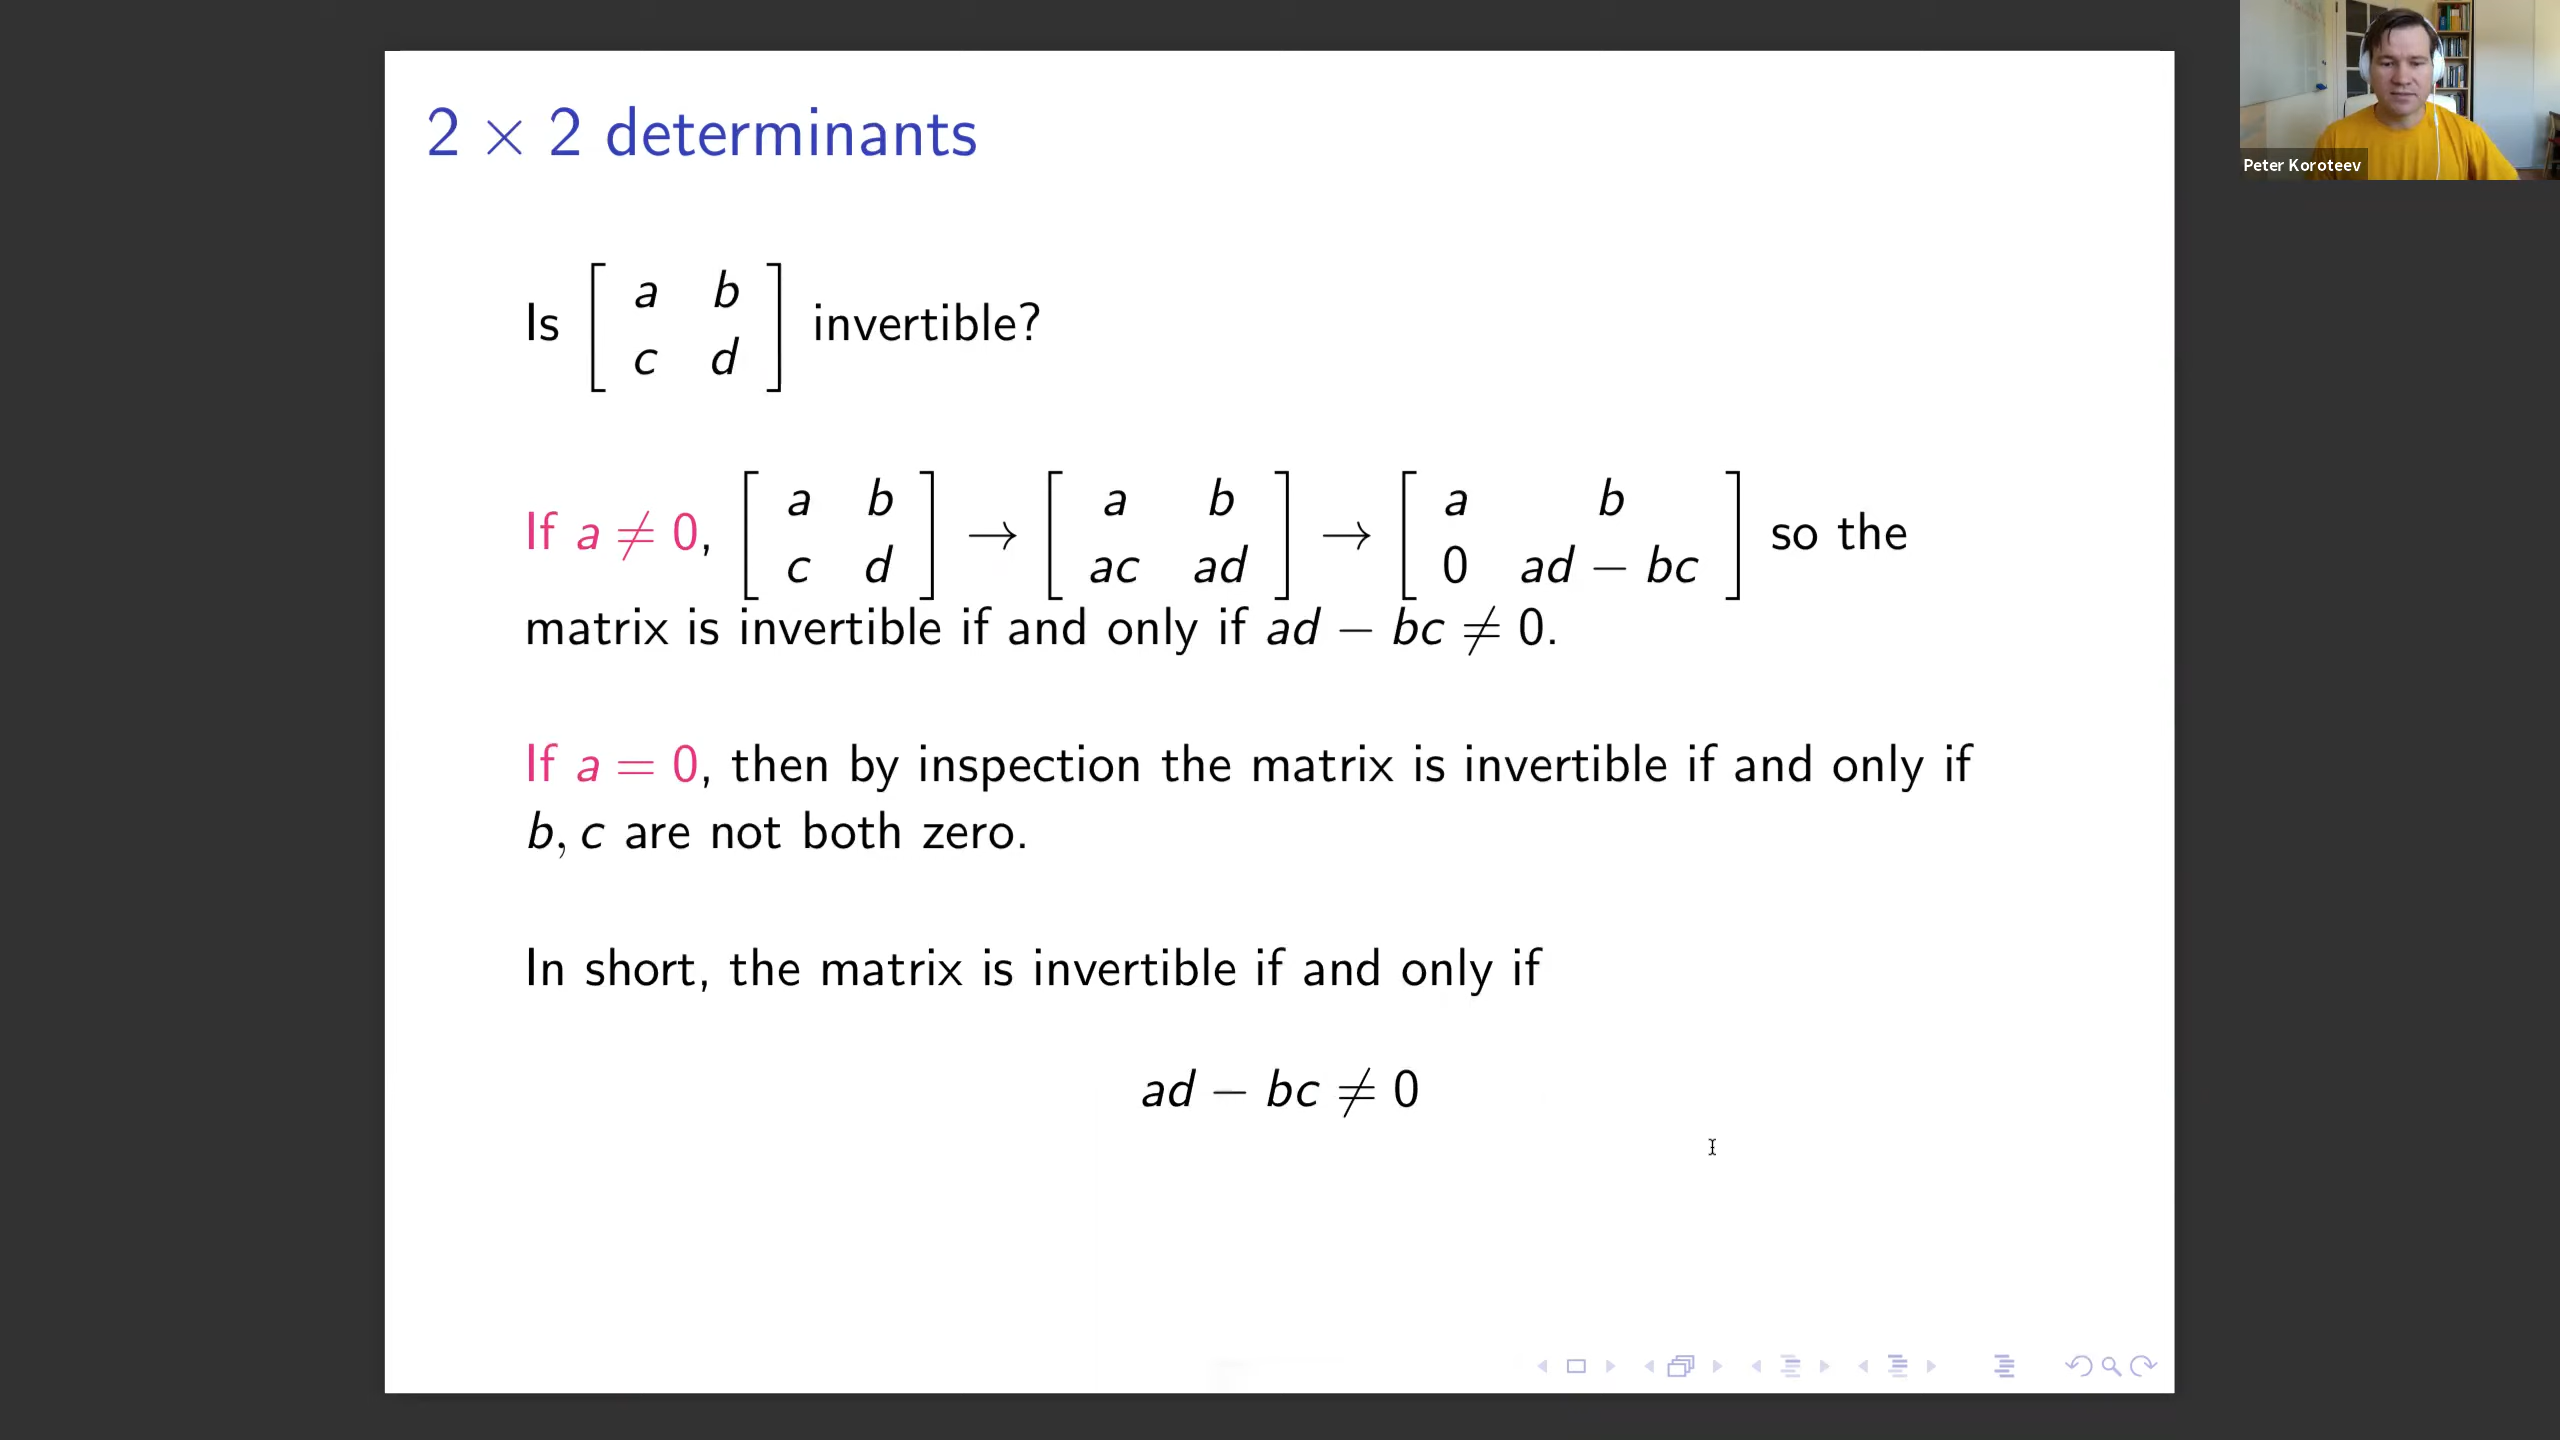 Peter Koroteev
2 × 2 determinants
Is [ a b ; c d ] invertible?
If a ≠ 0, [ a b ; c d ] → [ a b ; ac ad ] → [ a b ; 0 ad − bc ] so the
matrix is invertible if and only if ad − bc ≠ 0.
If a = 0, then by inspection the matrix is invertible if and only if
b, c are not both zero.
In short, the matrix is invertible if and only if
ad − bc ≠ 0